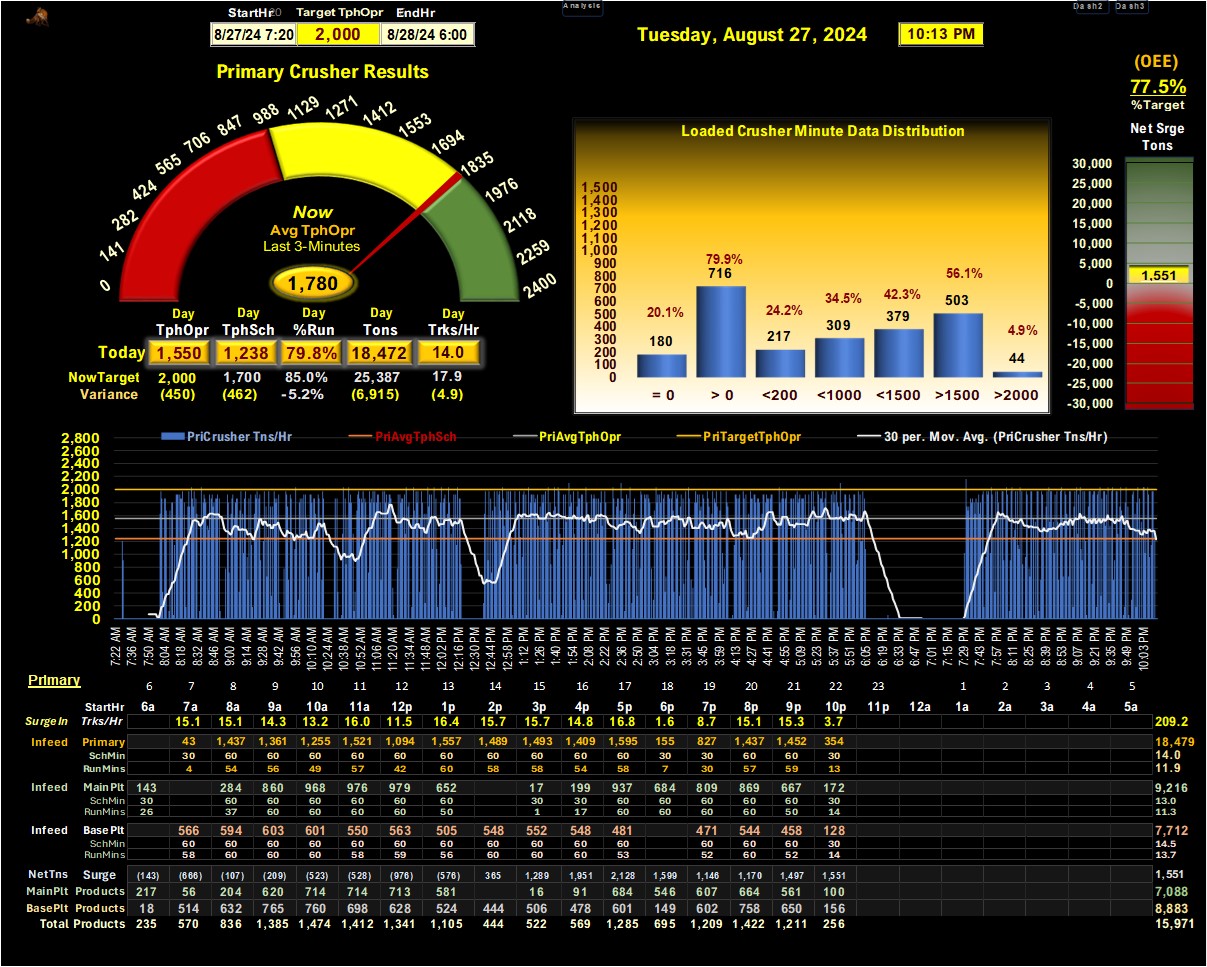 Analysis
Dash2 Dash3
StartHr Target TphOpr EndHr
8/27/24 7:20 2,000 8/28/24 6:00
Tuesday, August 27, 2024 10:13 PM
Primary Crusher Results
0 141 282 424 565 706 847 988 1129 1271 1412 1553 1694 1835 1976 2118 2259 2400
Now
Avg TphOpr
Last 3-Minutes
1,780
Day Day Day Day Day
TphOpr TphSch %Run Tons Trks/Hr
Today 1,550 1,238 79.8% 18,472 14.0
NowTarget 2,000 1,700 85.0% 25,387 17.9
Variance (450) (462) -5.2% (6,915) (4.9)
Loaded Crusher Minute Data Distribution
1,500
1,400
1,300
1,200
1,100
1,000
900
800
700
600
500
400
300
200
100
0
20.1% 79.9% 24.2% 34.5% 42.3% 56.1% 4.9%
180 716 217 309 379 503 44
= 0 > 0 <200 <1000 <1500 >1500 >2000
(OEE)
77.5%
%Target
Net Srge
Tons
30,000
25,000
20,000
15,000
10,000
5,000
0
-5,000
-10,000
-15,000
-20,000
-25,000
-30,000
1,551
PriCrusher Tns/Hr PriAvgTphSch PriAvgTphOpr PriTargetTphOpr 30 per. Mov. Avg. (PriCrusher Tns/Hr)
2,800
2,600
2,400
2,200
2,000
1,800
1,600
1,400
1,200
1,000
800
600
400
200
0
7:22 AM 7:36 AM 7:50 AM 8:04 AM 8:18 AM 8:32 AM 8:46 AM 9:00 AM 9:14 AM 9:28 AM 9:42 AM 9:56 AM 10:10 AM 10:24 AM 10:38 AM 10:52 AM 11:06 AM 11:20 AM 11:34 AM 11:48 AM 12:02 PM 12:16 PM 12:30 PM 12:44 PM 12:58 PM 1:12 PM 1:26 PM 1:40 PM 1:54 PM 2:08 PM 2:22 PM 2:36 PM 2:50 PM 3:04 PM 3:31 PM 3:45 PM 3:59 PM 4:13 PM 4:27 PM 4:41 PM 4:55 PM 5:09 PM 5:23 PM 5:37 PM 5:51 PM 6:05 PM 6:19 PM 6:33 PM 6:47 PM 7:01 PM 7:15 PM 7:29 PM 7:43 PM 7:57 PM 8:11 PM 8:25 PM 8:39 PM 8:53 PM 9:07 PM 9:21 PM 9:35 PM 9:49 PM 10:03 PM
Primary
6 7 8 9 10 11 12 13 14 15 16 17 18 19 20 21 22 23 1 2 3 4 5
StartHr 6a 7a 8a 9a 10a 11a 12p 1p 2p 3p 4p 5p 6p 7p 8p 9p 10p 11p 12a 1a 2a 3a 4a 5a
SurgeIn Trks/Hr 15.1 15.1 14.3 13.2 16.0 11.5 16.4 15.7 15.7 14.8 16.8 1.6 8.7 15.1 15.3 3.7 209.2
Infeed Primary 43 1,437 1,361 1,255 1,521 1,094 1,557 1,489 1,493 1,409 1,595 155 827 1,437 1,452 354 18,479
SchMin 30 60 60 60 60 60 60 60 60 60 60 30 30 60 60 30 14.0
RunMins 4 54 56 49 57 42 60 58 58 54 58 7 30 57 59 13 11.9
Infeed MainPlt 143 284 860 968 976 979 652 17 199 937 684 809 869 667 172 9,216
SchMin 30 60 60 60 60 60 60 30 30 60 60 60 60 60 30 13.0
RunMins 26 37 60 60 60 60 50 1 17 60 60 60 60 50 14 11.3
Infeed BasePlt 566 594 603 601 550 563 505 548 552 548 481 471 544 458 128 7,712
SchMin 60 60 60 60 60 60 60 60 60 60 60 60 60 60 30 14.5
RunMins 58 60 60 60 58 59 56 60 60 60 53 52 60 52 14 13.7
NetTns Surge (143) (666) (107) (209) (523) (528) (976) (576) 365 1,289 1,951 2,128 1,599 1,146 1,170 1,497 1,551 1,551
MainPlt Products 217 56 204 620 714 714 713 581 16 91 684 546 607 664 561 100 7,088
BasePlt Products 18 514 632 765 760 698 628 524 444 506 478 601 149 602 758 650 156 8,883
Total Products 235 570 836 1,385 1,474 1,412 1,341 1,105 444 522 569 1,285 695 1,209 1,422 1,211 256 15,971